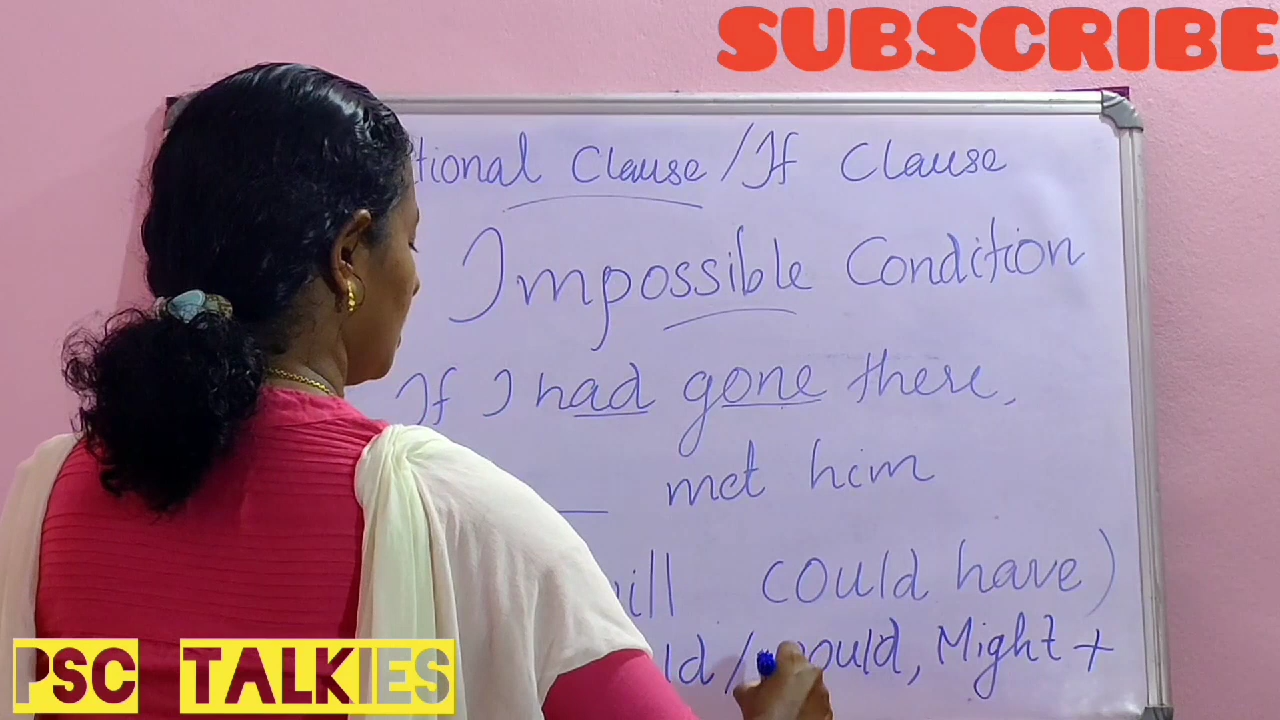 SUBSCRIBE
tional Clause / If Clause
Impossible Condition
If I had gone there,
met him
ill could have)
ld / ould, Might +
PSC TALKIES